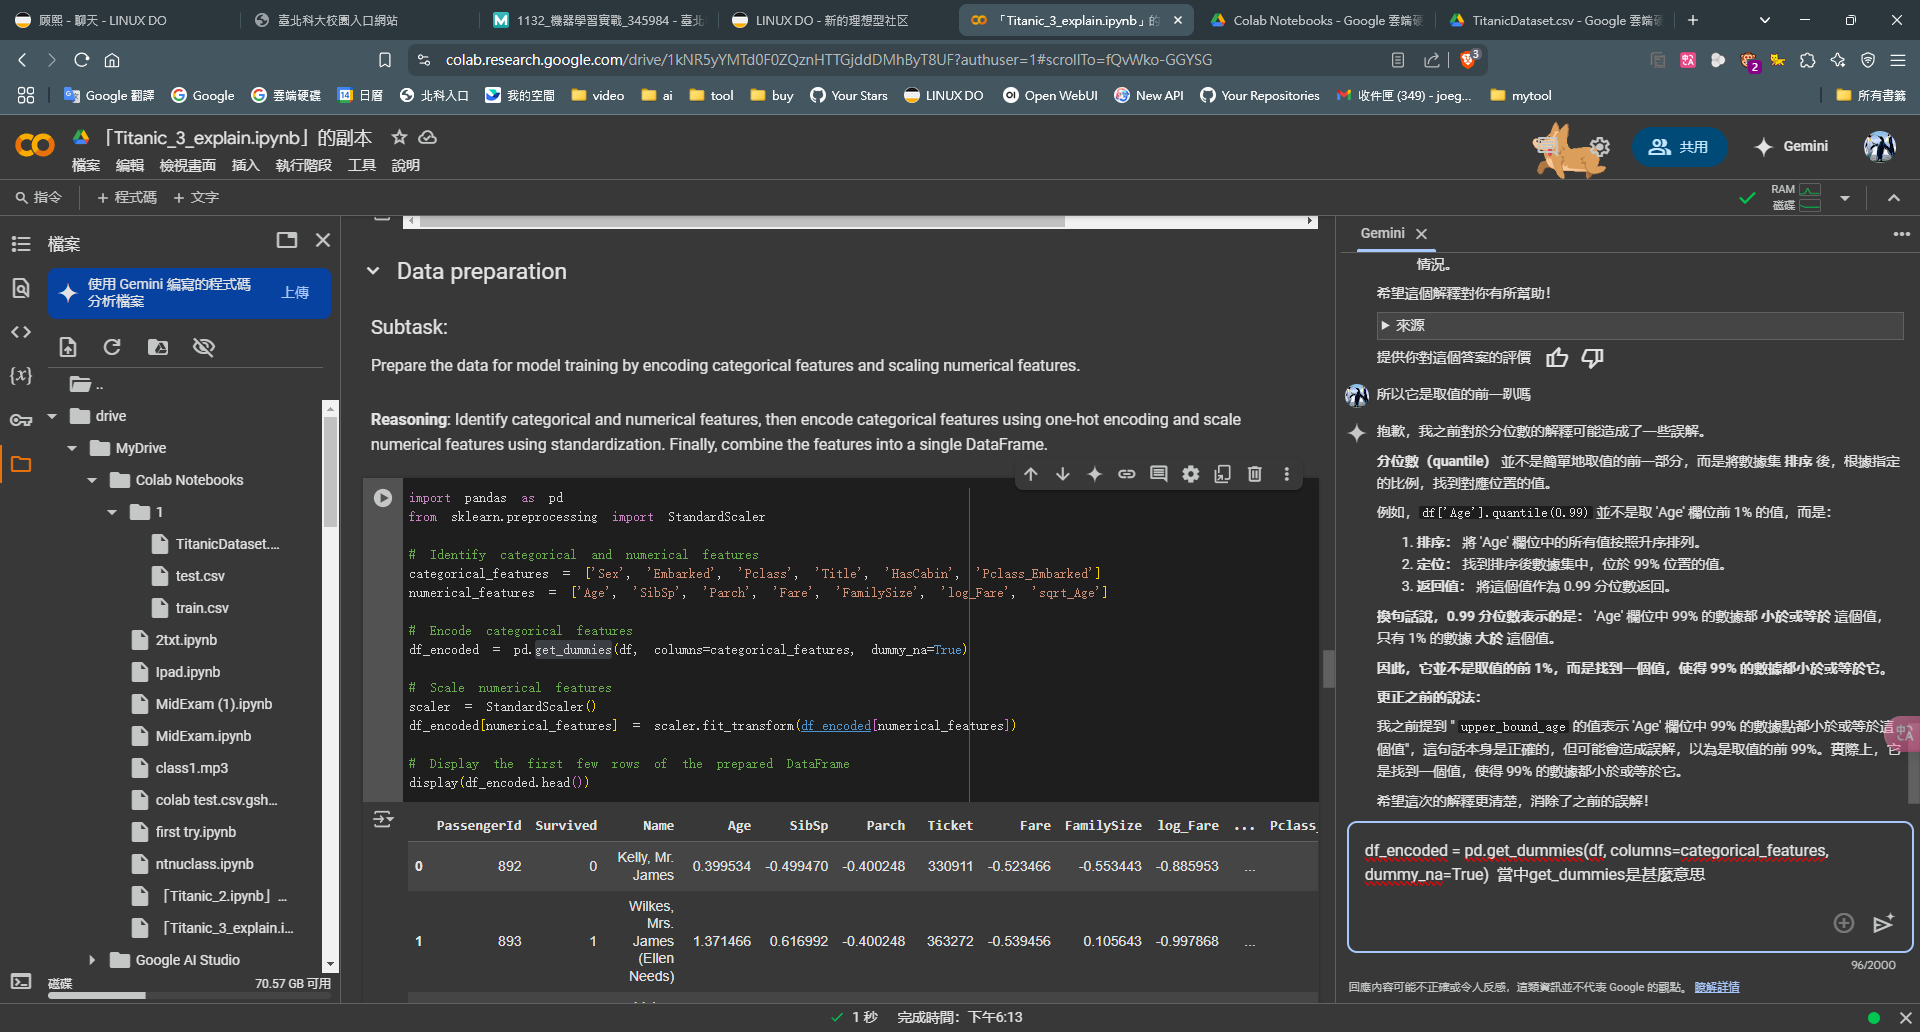 顾熙 - 聊天 - LINUX DO
臺北科大校園入口網站
1132_機器學習實戰_345984 - 臺北
LINUX DO - 新的理想型社区
「Titanic_3_explain.ipynb」的
Colab Notebooks - Google 雲端硬
TitanicDataset.csv - Google 雲端硬
colab.research.google.com/drive/1kNR5yYMTd0F0ZQznHTTGjddDMhByT8UF?authuser=1#scrollTo=fQvWko-GGYSG
3
2
Google 翻譯
Google
雲端硬碟
日曆
北科入口
我的空間
video
ai
tool
buy
Your Stars
LINUX DO
Open WebUI
New API
Your Repositories
收件匣 (349) - joeg...
mytool
所有書籤
「Titanic_3_explain.ipynb」的副本
檔案 編輯 檢視畫面 插入 執行階段 工具 說明
共用
Gemini
指令
+ 程式碼 + 文字
RAM
磁碟
檔案
使用 Gemini 編寫的程式碼
分析檔案
上傳
..
drive
MyDrive
Colab Notebooks
1
TitanicDataset....
test.csv
train.csv
2txt.ipynb
Ipad.ipynb
MidExam (1).ipynb
MidExam.ipynb
class1.mp3
colab test.csv.gsh...
first try.ipynb
ntnuclass.ipynb
「Titanic_2.ipynb」...
「Titanic_3_explain.i...
Google AI Studio
磁碟
70.57 GB 可用
Data preparation
Subtask:
Prepare the data for model training by encoding categorical features and scaling numerical features.
Reasoning: Identify categorical and numerical features, then encode categorical features using one-hot encoding and scale
numerical features using standardization. Finally, combine the features into a single DataFrame.
import pandas as pd
from sklearn.preprocessing import StandardScaler
# Identify categorical and numerical features
categorical_features = ['Sex', 'Embarked', 'Pclass', 'Title', 'HasCabin', 'Pclass_Embarked']
numerical_features = ['Age', 'SibSp', 'Parch', 'Fare', 'FamilySize', 'log_Fare', 'sqrt_Age']
# Encode categorical features
df_encoded = pd.get_dummies(df, columns=categorical_features, dummy_na=True)
# Scale numerical features
scaler = StandardScaler()
df_encoded[numerical_features] = scaler.fit_transform(df_encoded[numerical_features])
# Display the first few rows of the prepared DataFrame
display(df_encoded.head())
PassengerId Survived Name Age SibSp Parch Ticket Fare FamilySize log_Fare ... Pclass_
0 892 0 Kelly, Mr. James 0.399534 -0.499470 -0.400248 330911 -0.523466 -0.553443 -0.885953 ...
1 893 1 Wilkes, Mrs. James (Ellen Needs) 1.371466 0.616992 -0.400248 363272 -0.539456 0.105643 -0.997868 ...
Gemini
情況。
希望這個解釋對你有所幫助！
來源
提供你對這個答案的評價
所以它是取值的前一趴嗎
抱歉，我之前對於分位數的解釋可能造成了一些誤解。
分位數（quantile） 並不是簡單地取值的前一部分，而是將數據集 排序 後，根據指定
的比例，找到對應位置的值。
例如，df['Age'].quantile(0.99) 並不是取 'Age' 欄位前 1% 的值，而是：
1. 排序： 將 'Age' 欄位中的所有值按照升序排列。
2. 定位： 找到排序後數據集中，位於 99% 位置的值。
3. 返回值： 將這個值作為 0.99 分位數返回。
換句話說，0.99 分位數表示的是： 'Age' 欄位中 99% 的數據都 小於或等於 這個值，
只有 1% 的數據 大於 這個值。
因此，它並不是取值的前 1%，而是找到一個值，使得 99% 的數據都小於或等於它。
更正之前的說法：
我之前提到 " upper_bound_age 的值表示 'Age' 欄位中 99% 的數據點都小於或等於這
個值"，這句話本身是正確的，但可能會造成誤解，以為是取值的前 99%。實際上，它
是找到一個值，使得 99% 的數據都小於或等於它。
希望這次的解釋更清楚，消除了之前的誤解！
df_encoded = pd.get_dummies(df, columns=categorical_features,
dummy_na=True) 當中get_dummies是甚麼意思
96/2000
回應內容可能不正確或令人反感，這類資訊並不代表 Google 的觀點。 瞭解詳情
1 秒 完成時間：下午6:13